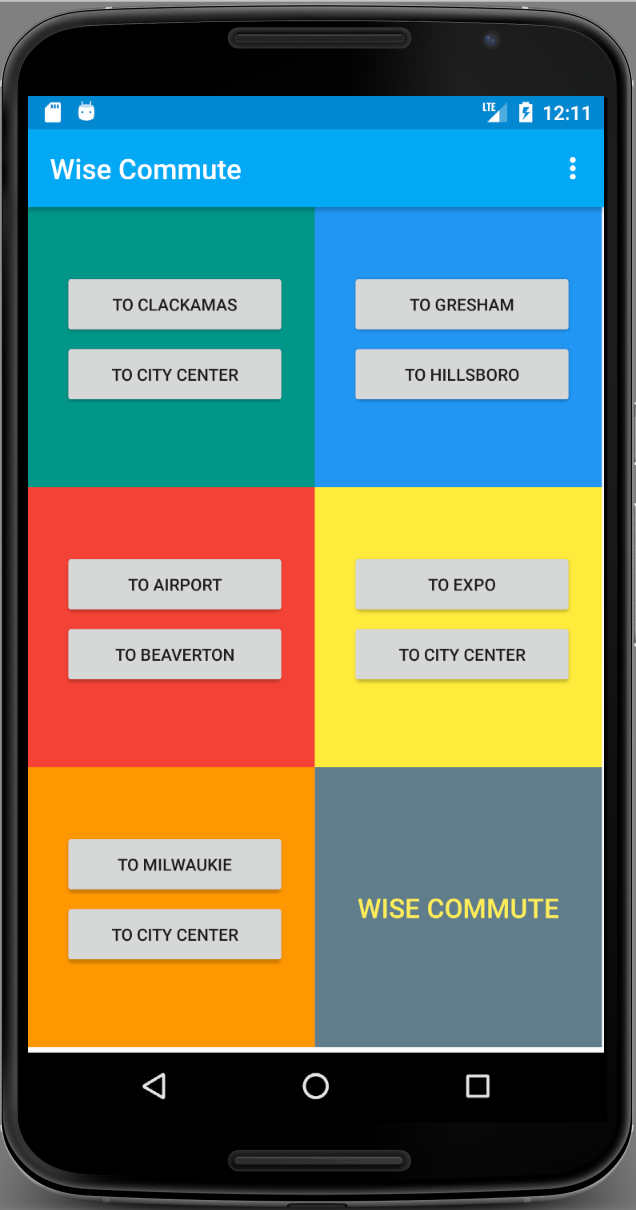 LTE 12:11
Wise Commute
TO CLACKAMAS
TO CITY CENTER
TO GRESHAM
TO HILLSBORO
TO AIRPORT
TO BEAVERTON
TO EXPO
TO CITY CENTER
TO MILWAUKIE
TO CITY CENTER
WISE COMMUTE